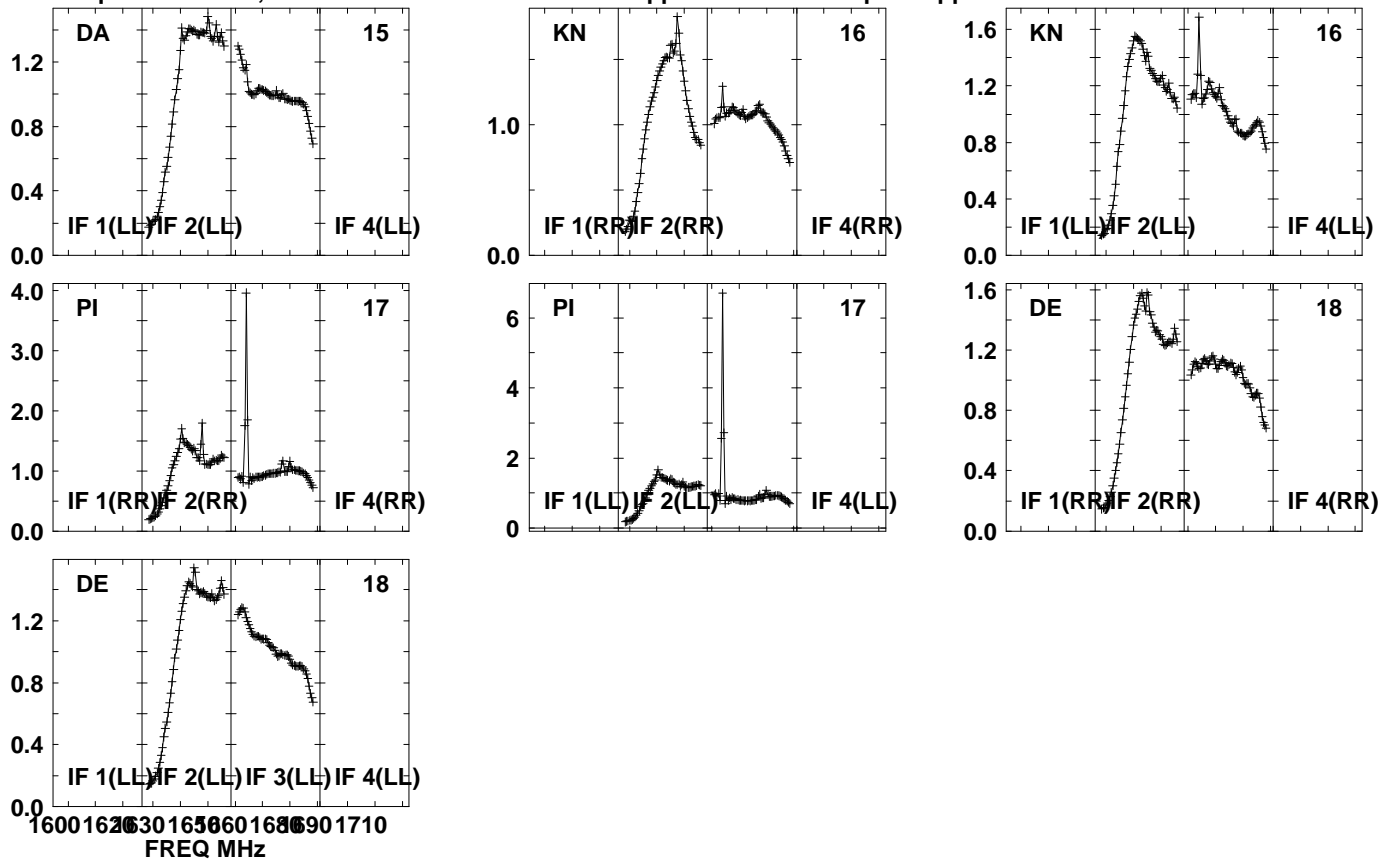 DA 15
1.2
0.8
0.4
0.0
IF 1(LL) IF 2(LL) IF 4(LL)
KN 16
1.0
0.0
IF 1(RR) IF 2(RR) IF 4(RR)
KN 16
1.6
1.2
0.8
0.4
0.0
IF 1(LL) IF 2(LL) IF 4(LL)
PI 17
4.0
3.0
2.0
1.0
0.0
IF 1(RR) IF 2(RR) IF 4(RR)
PI 17
6
4
2
0
IF 1(LL) IF 2(LL) IF 4(LL)
DE 18
1.6
1.2
0.8
0.4
0.0
IF 1(RR) IF 2(RR) IF 4(RR)
DE 18
1.2
0.8
0.4
0.0
IF 1(LL) IF 2(LL) IF 3(LL) IF 4(LL)
1600 1620 1630 1650 1660 1680 1690 1710
FREQ MHz